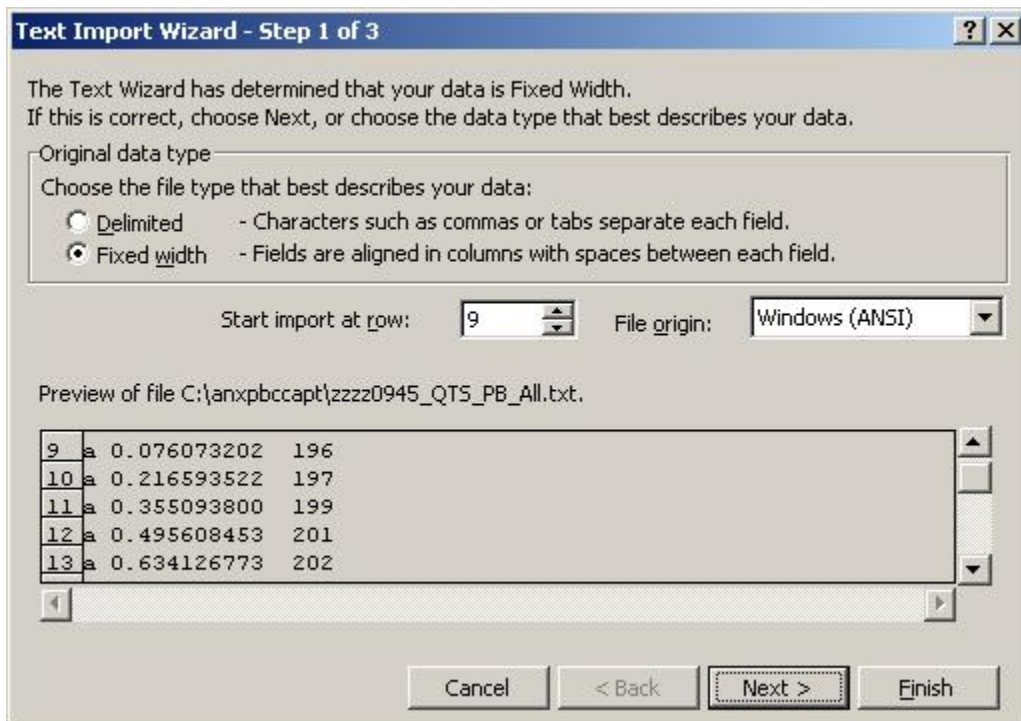 Text Import Wizard - Step 1 of 3
The Text Wizard has determined that your data is Fixed Width.
If this is correct, choose Next, or choose the data type that best describes your data.
Original data type
Choose the file type that best describes your data:
Delimited - Characters such as commas or tabs separate each field.
Fixed width - Fields are aligned in columns with spaces between each field.
Start import at row: 9 File origin: Windows (ANSI)
Preview of file C:\anxpbccapt\zzzz0945_QTS_PB_All.txt.
9 a 0.076073202 196
10 a 0.216593522 197
11 a 0.355093800 199
12 a 0.495608453 201
13 a 0.634126773 202
Cancel < Back Next > Finish